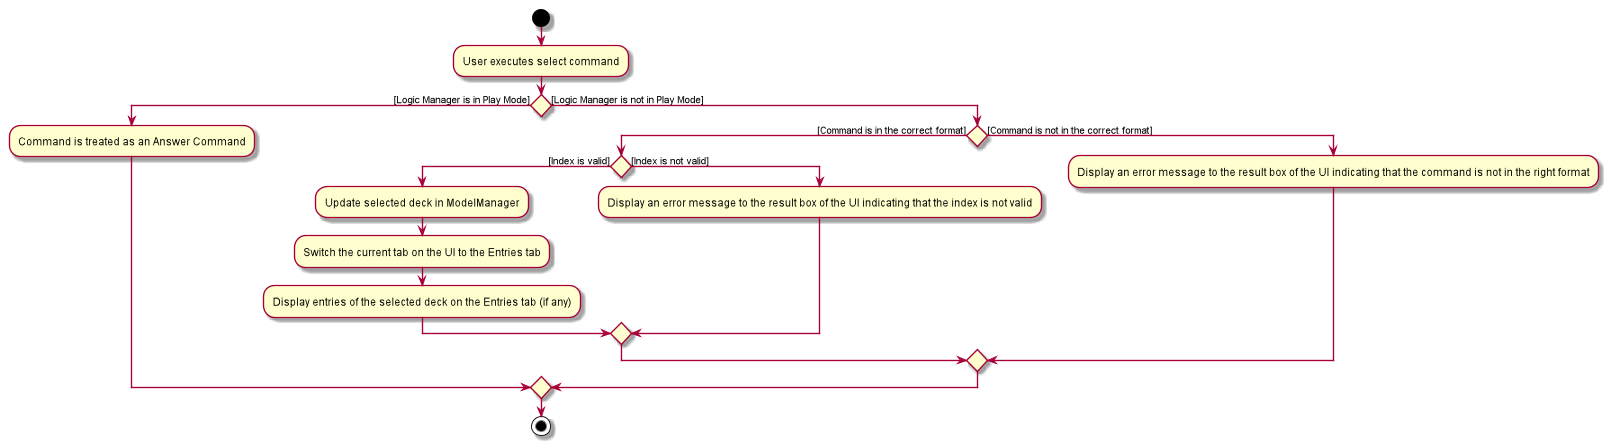 User executes select command
[Logic Manager is in Play Mode]
[Logic Manager is not in Play Mode]
Command is treated as an Answer Command
[Command is in the correct format]
[Command is not in the correct format]
[Index is valid]
[Index is not valid]
Display an error message to the result box of the UI indicating that the command is not in the right format
Update selected deck in ModelManager
Display an error message to the result box of the UI indicating that the index is not valid
Switch the current tab on the UI to the Entries tab
Display entries of the selected deck on the Entries tab (if any)